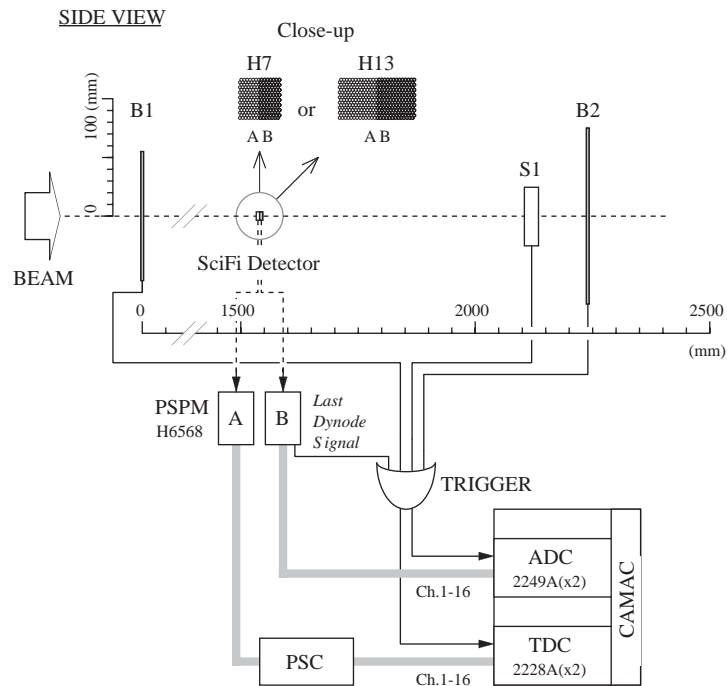 SIDE VIEW
Close-up
H7
H13
or
A B
A B
B1
B2
S1
100 (mm)
0
BEAM
SciFi Detector
0
1500
2000
2500
(mm)
PSPM
H6568
A
B
Last
Dynode
Signal
TRIGGER
ADC
2249A(x2)
CAMAC
Ch.1-16
TDC
2228A(x2)
PSC
Ch.1-16